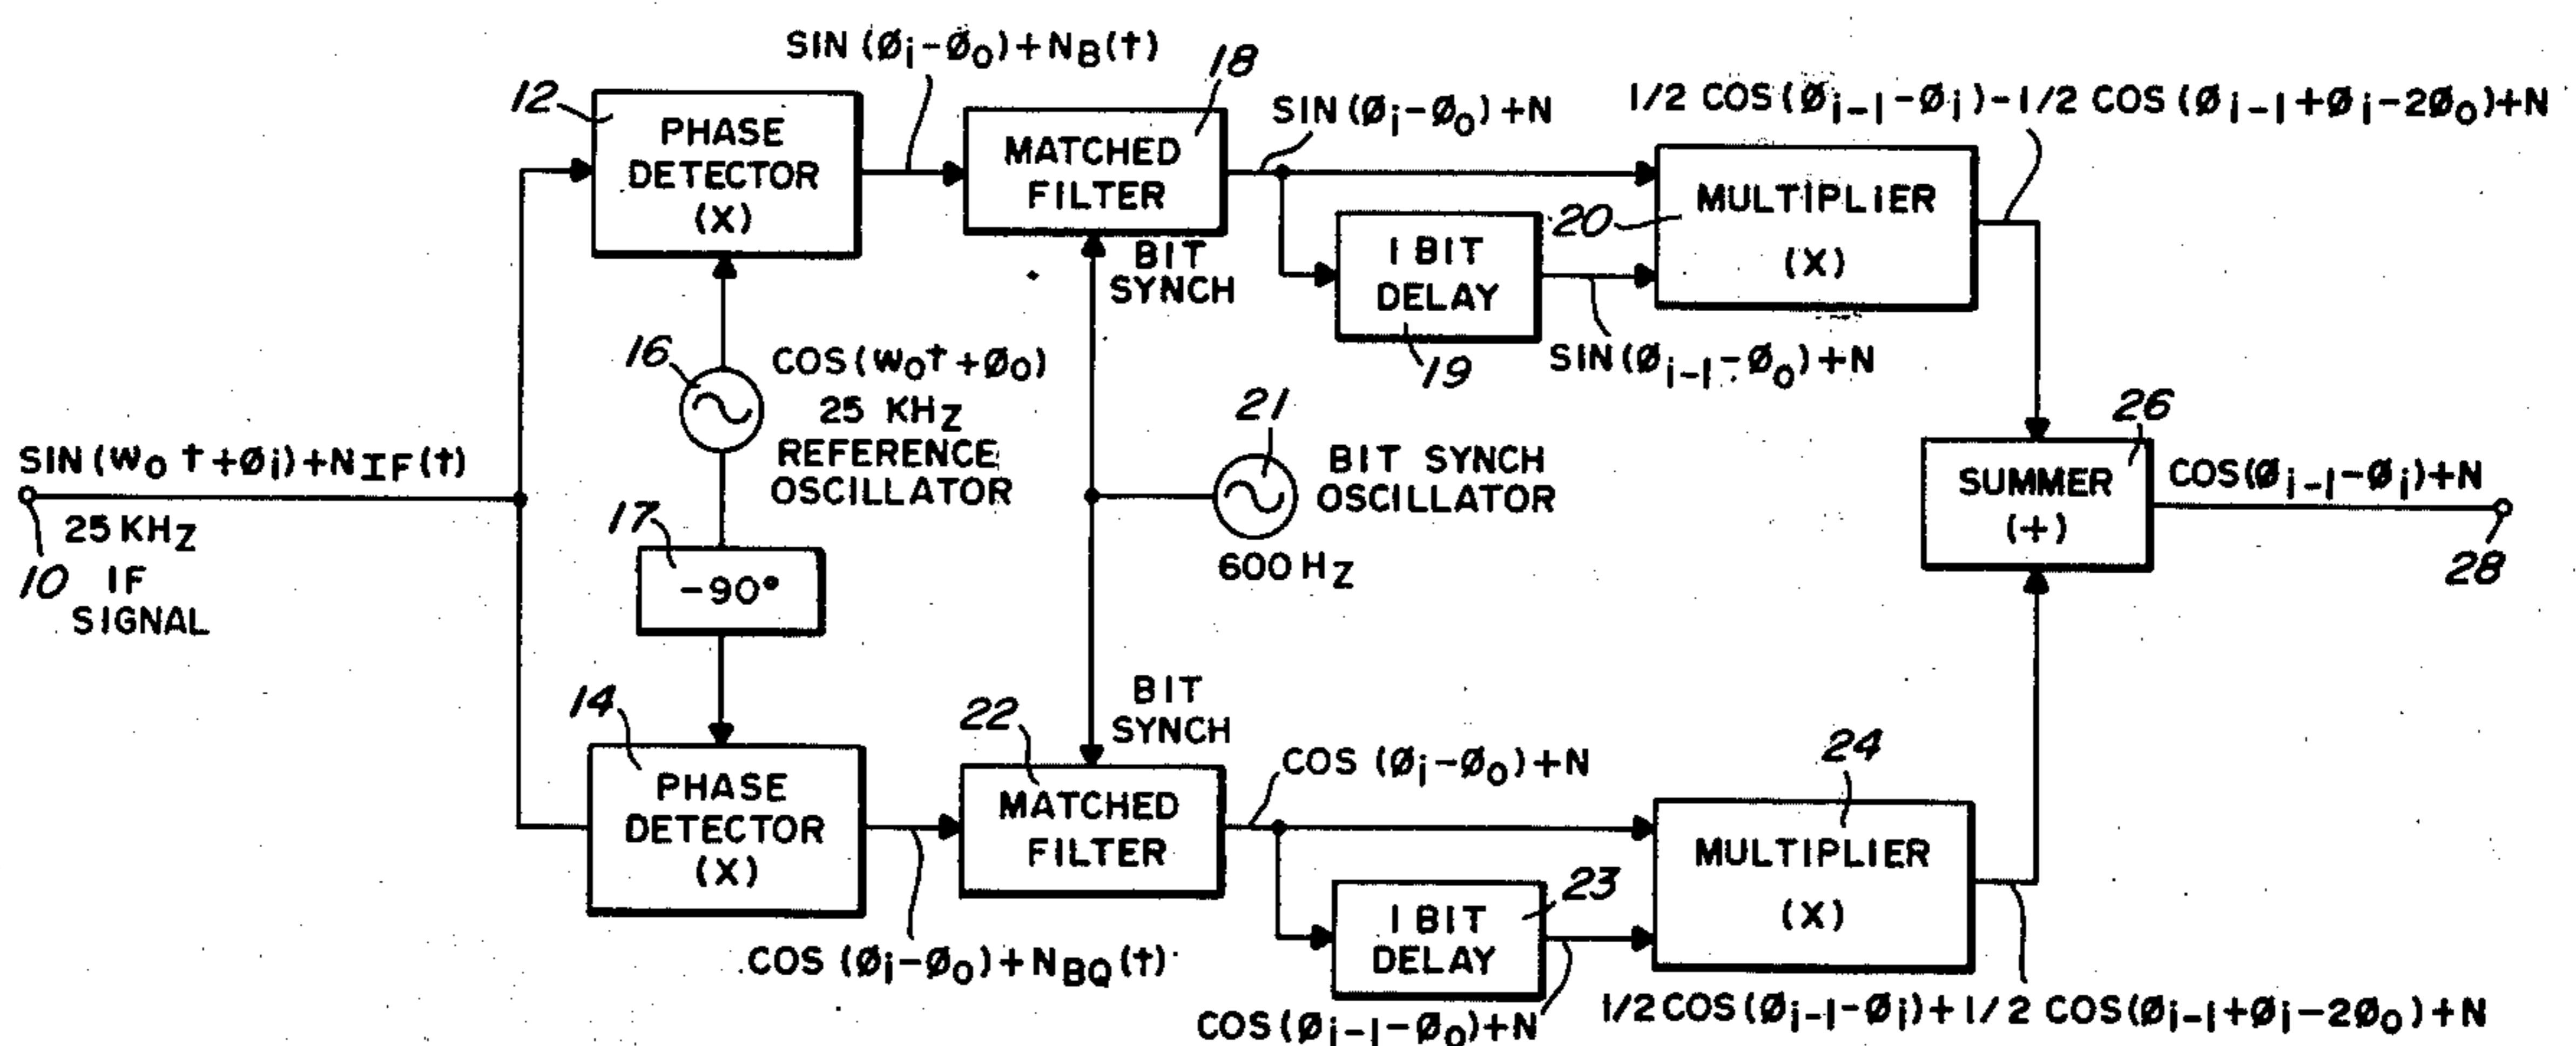 SIN (Øi-Øo)+NB(t)
18
12
PHASE
DETECTOR
(X)
MATCHED
FILTER
SIN (Øi-Øo)+N
1/2 COS(Øi-1-Øi)-1/2 COS (Øi-1+Øi-2Øo)+N
BIT
SYNCH
1 BIT
DELAY
19
20
MULTIPLIER
(X)
SIN(Øi-1-Øo)+N
16
COS(Wot+Øo)
25 KHz
REFERENCE
OSCILLATOR
21
BIT SYNCH
OSCILLATOR
600 Hz
26
SUMMER
(+)
COS(Øi-1-Øi)+N
28
SIN(Wo t+Øi)+NIF(t)
25 KHz
10 IF
SIGNAL
17
-90°
14
PHASE
DETECTOR
(X)
22
BIT
SYNCH
MATCHED
FILTER
COS (Øi-Øo)+N
24
MULTIPLIER
(X)
23
1 BIT
DELAY
COS (Øi-Øo)+NBQ(t)
COS(Øi-1-Øo)+N
1/2 COS(Øi-1-Øi)+1/2 COS(Øi-1+Øi-2Øo)+N